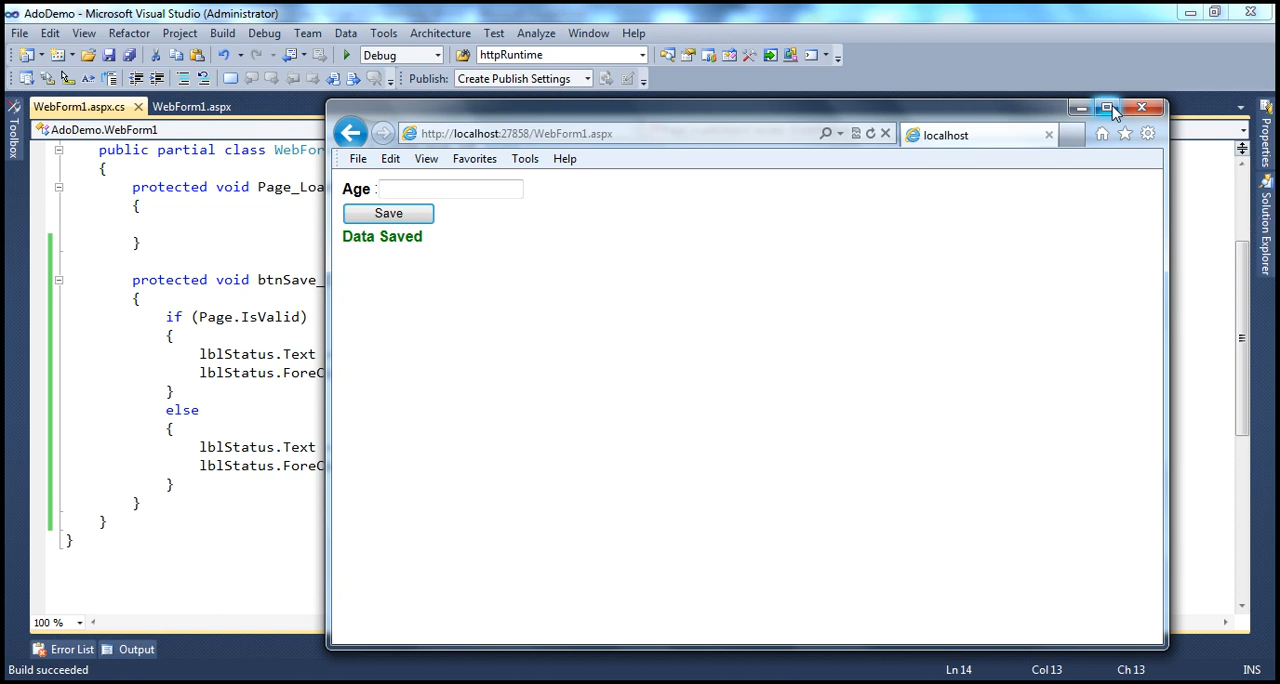 AdoDemo - Microsoft Visual Studio (Administrator)
File Edit View Refactor Project Build Debug Team Data Tools Architecture Test Analyze Window Help
Debug httpRuntime
Publish: Create Publish Settings
WebForm1.aspx.cs WebForm1.aspx
AdoDemo.WebForm1
Toolbox
Properties
Solution Explorer
public partial class WebFor
{
protected void Page_Loa
{
}
protected void btnSave_
{
if (Page.IsValid)
{
lblStatus.Text
lblStatus.ForeC
}
else
{
lblStatus.Text
lblStatus.ForeC
}
}
}
}
http://localhost:27858/WebForm1.aspx
localhost
File Edit View Favorites Tools Help
Age :
Save
Data Saved
100 %
Error List Output
Build succeeded Ln 14 Col 13 Ch 13 INS